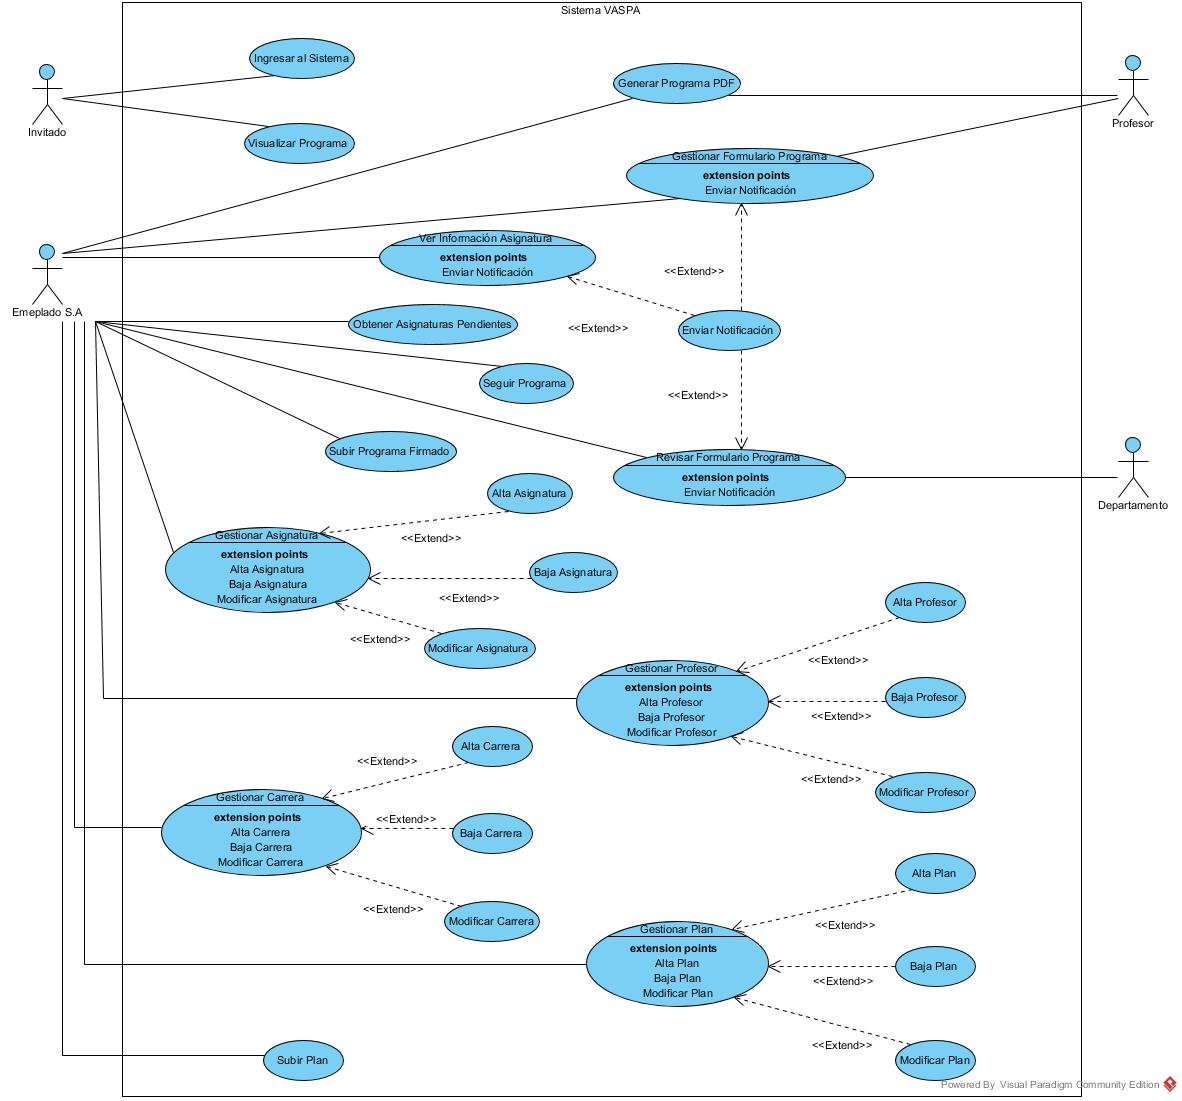 Sistema VASPA
Ingresar al Sistema
Invitado
Visualizar Programa
Generar Programa PDF
Profesor
Gestionar Formulario Programa
extension points
Enviar Notificación
Ver Información Asignatura
extension points
Enviar Notificación
<<Extend>>
Emeplado S.A
Obtener Asignaturas Pendientes
<<Extend>>
Enviar Notificación
Seguir Programa
<<Extend>>
Subir Programa Firmado
Revisar Formulario Programa
extension points
Enviar Notificación
Departamento
Alta Asignatura
Gestionar Asignatura
extension points
Alta Asignatura
Baja Asignatura
Modificar Asignatura
<<Extend>>
Baja Asignatura
<<Extend>>
<<Extend>>
Modificar Asignatura
Alta Profesor
Gestionar Profesor
extension points
Alta Profesor
Baja Profesor
Modificar Profesor
<<Extend>>
Baja Profesor
<<Extend>>
<<Extend>>
Modificar Profesor
Alta Carrera
<<Extend>>
Gestionar Carrera
extension points
Alta Carrera
Baja Carrera
Modificar Carrera
<<Extend>>
Baja Carrera
<<Extend>>
Modificar Carrera
Alta Plan
Gestionar Plan
extension points
Alta Plan
Baja Plan
Modificar Plan
<<Extend>>
Baja Plan
<<Extend>>
<<Extend>>
Modificar Plan
Subir Plan
Powered By Visual Paradigm Community Edition